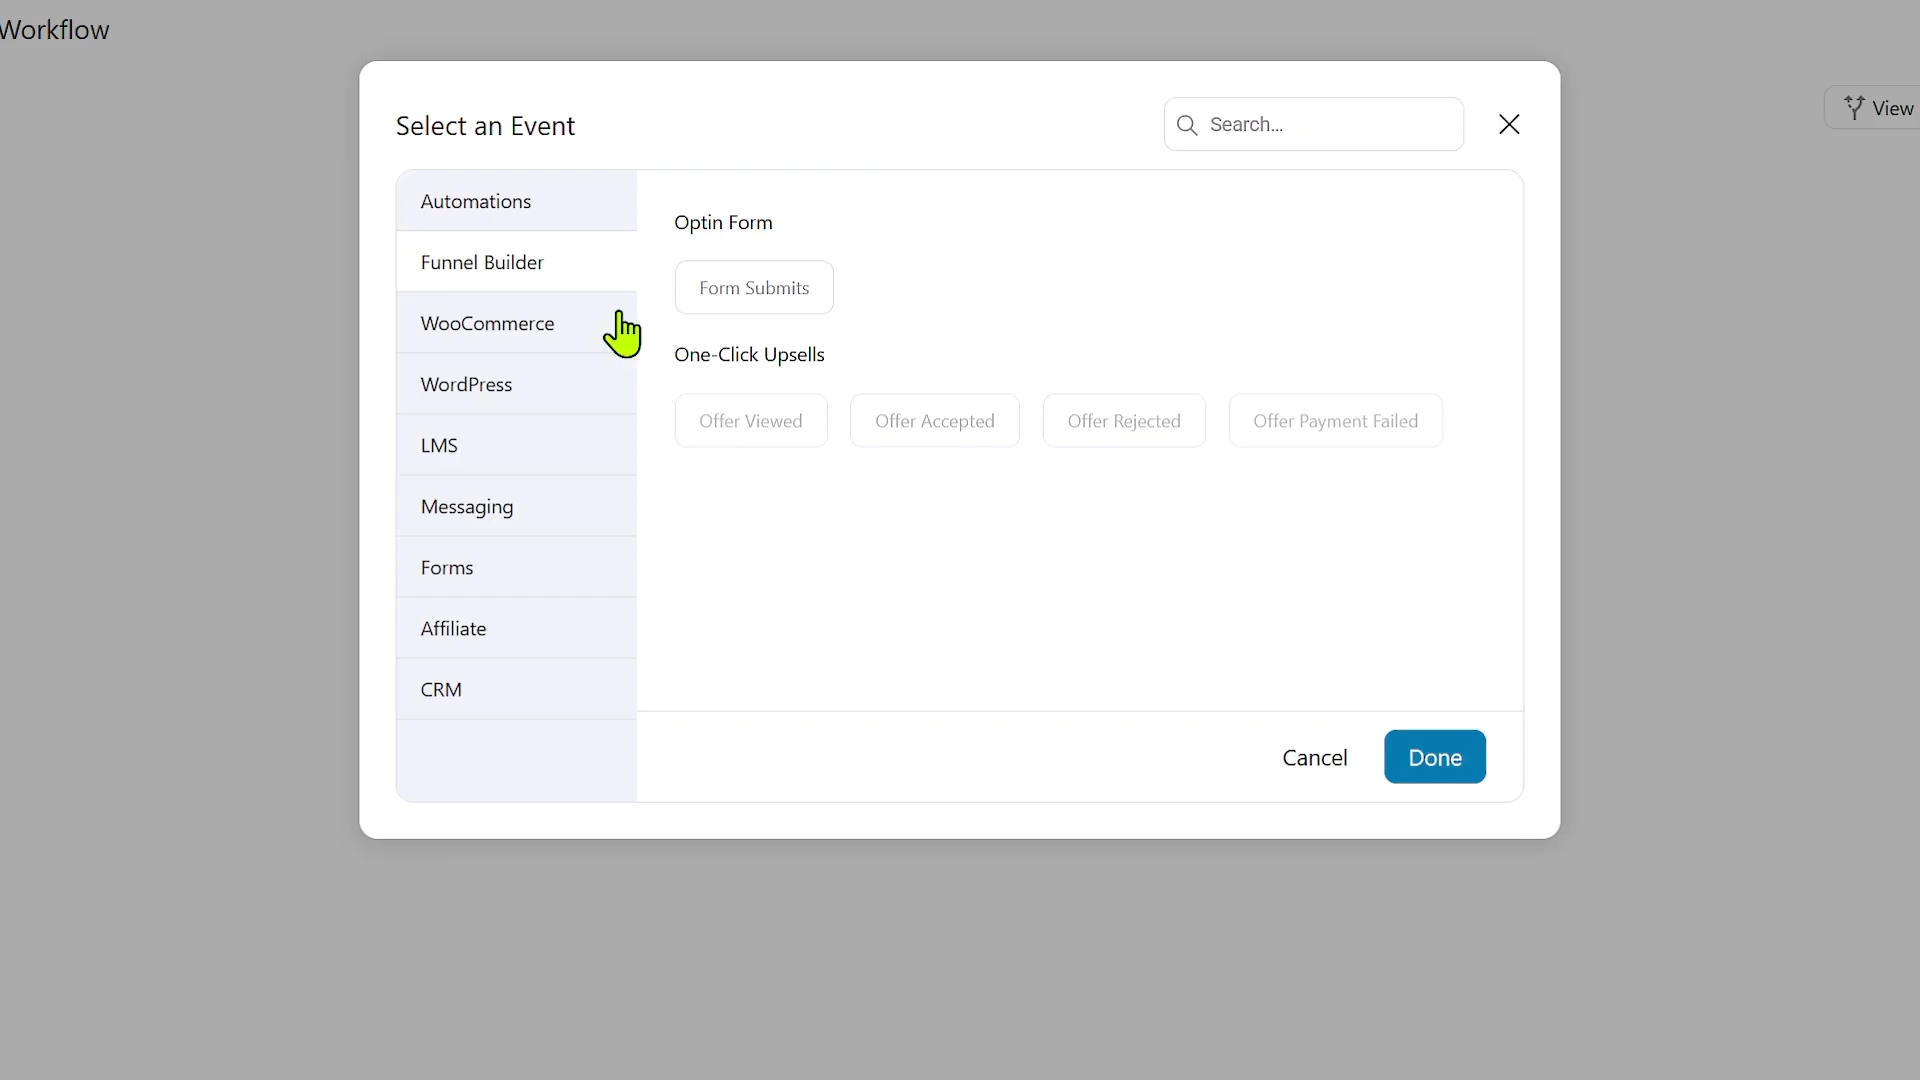 Workflow
View
Select an Event
Search...
Automations
Funnel Builder
WooCommerce
WordPress
LMS
Messaging
Forms
Affiliate
CRM
Optin Form
Form Submits
One-Click Upsells
Offer Viewed
Offer Accepted
Offer Rejected
Offer Payment Failed
Cancel
Done